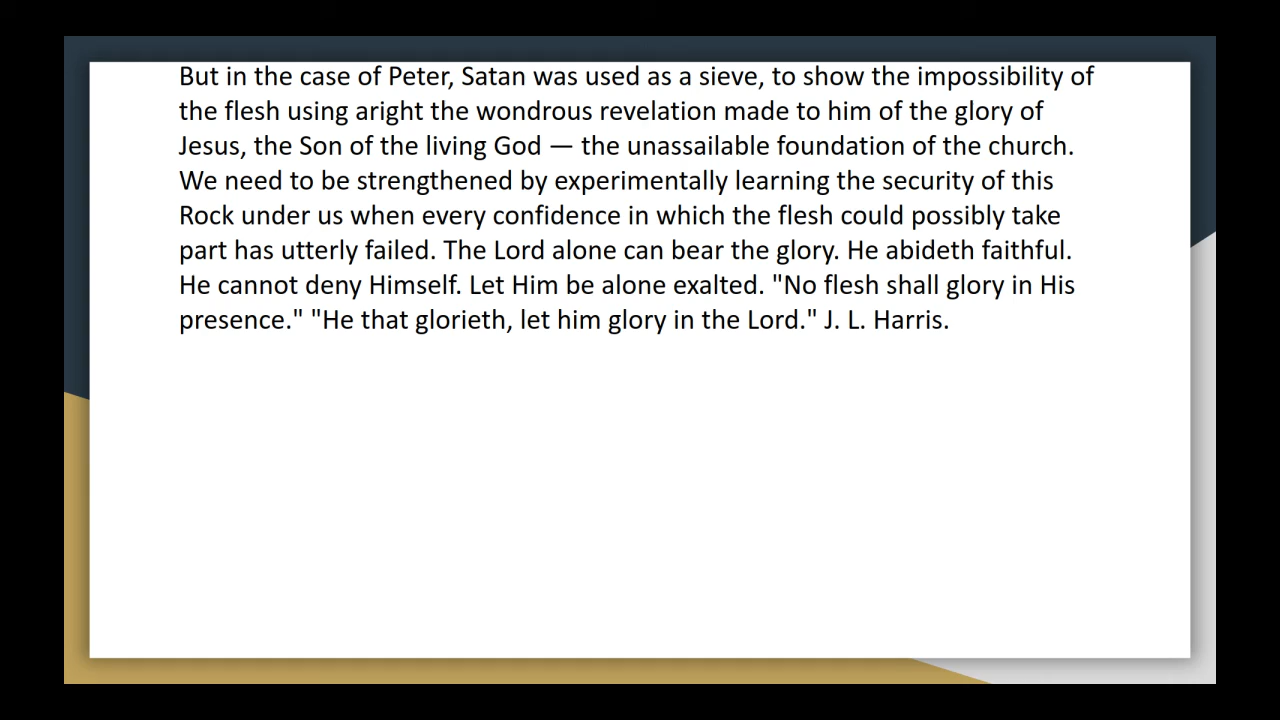 But in the case of Peter, Satan was used as a sieve, to show the impossibility of
the flesh using aright the wondrous revelation made to him of the glory of
Jesus, the Son of the living God — the unassailable foundation of the church.
We need to be strengthened by experimentally learning the security of this
Rock under us when every confidence in which the flesh could possibly take
part has utterly failed. The Lord alone can bear the glory. He abideth faithful.
He cannot deny Himself. Let Him be alone exalted. "No flesh shall glory in His
presence." "He that glorieth, let him glory in the Lord." J. L. Harris.